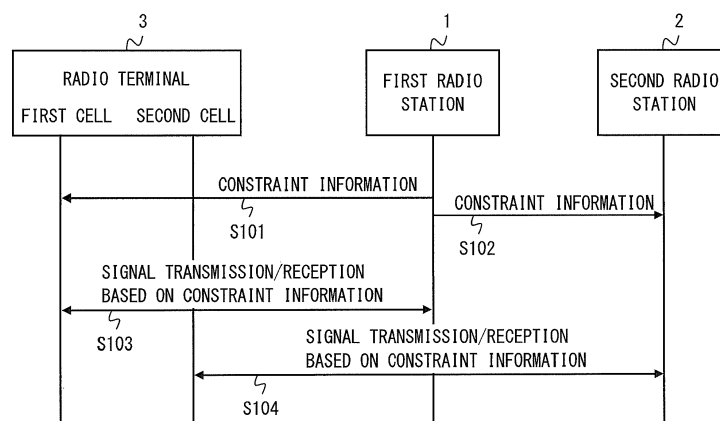 3
1
2
RADIO TERMINAL
FIRST CELL SECOND CELL
FIRST RADIO
STATION
SECOND RADIO
STATION
CONSTRAINT INFORMATION
S101
CONSTRAINT INFORMATION
S102
SIGNAL TRANSMISSION/RECEPTION
BASED ON CONSTRAINT INFORMATION
S103
SIGNAL TRANSMISSION/RECEPTION
BASED ON CONSTRAINT INFORMATION
S104